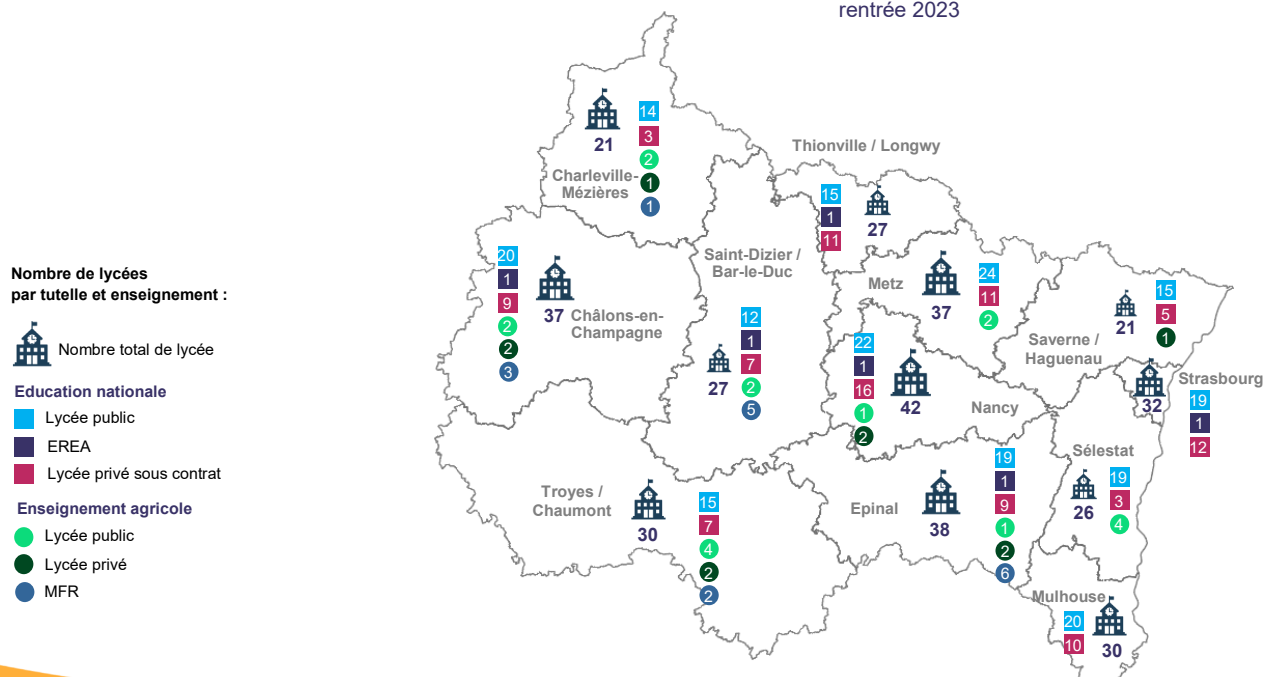 rentrée 2023
Nombre de lycées
par tutelle et enseignement :
Nombre total de lycée
Education nationale
Lycée public
EREA
Lycée privé sous contrat
Enseignement agricole
Lycée public
Lycée privé
MFR
21
Charleville-
Mézières
14
3
2
1
1
Thionville / Longwy
15
1
11
27
20
1
9
2
2
3
37
Châlons-en-
Champagne
Saint-Dizier /
Bar-le-Duc
27
12
1
7
2
5
Metz
37
24
11
2
Saverne /
Haguenau
21
15
5
1
22
1
16
1
2
42
Nancy
32
Strasbourg
19
1
12
Troyes /
Chaumont
30
15
7
4
2
2
Epinal
38
19
1
9
1
2
6
Sélestat
26
19
3
4
Mulhouse
20
10
30